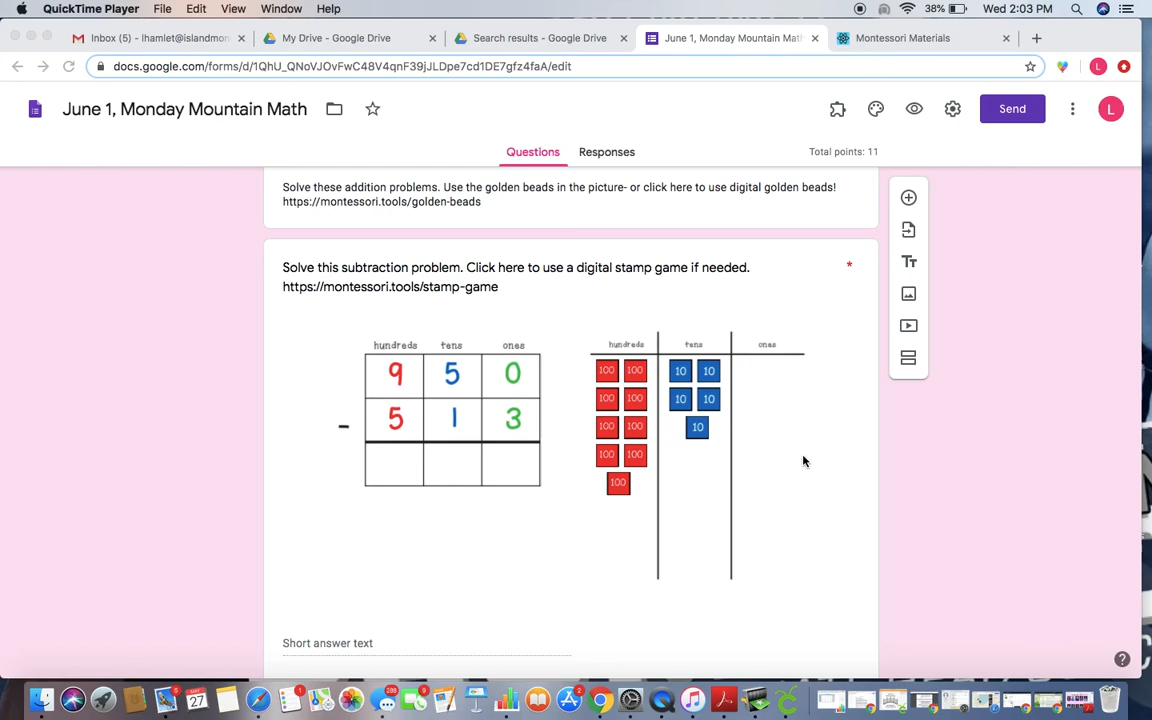 QuickTime Player File Edit View Window Help 38% Wed 2:03 PM
Inbox (5) - lhamlet@islandmon My Drive - Google Drive Search results - Google Drive June 1, Monday Mountain Math Montessori Materials
docs.google.com/forms/d/1QhU_QNoVJOvFwC48V4qnF39jJLDpe7cd1DE7gfz4faA/edit L
June 1, Monday Mountain Math Send L
Questions Responses Total points: 11
Solve these addition problems. Use the golden beads in the picture- or click here to use digital golden beads!
https://montessori.tools/golden-beads
Solve this subtraction problem. Click here to use a digital stamp game if needed. *
https://montessori.tools/stamp-game
hundreds tens ones
9 5 0
- 5 1 3
hundreds tens ones
100 100 10 10
100 100 10 10
100 100 10
100 100
100
Short answer text